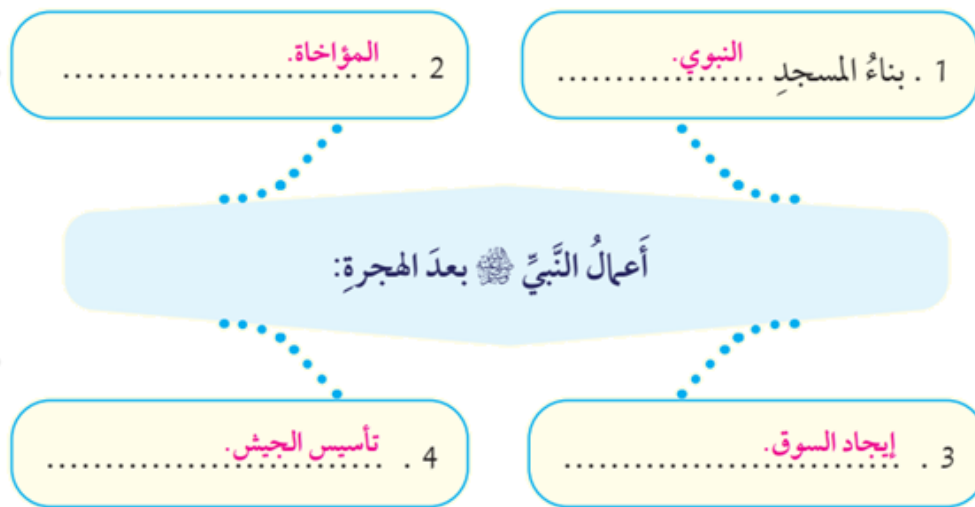 1 . بناءُ المسجدِ النبوي. ..................
2 . المؤاخاة. .............................
أَعمالُ النَّبيِّ ﷺ بعدَ الهجرةِ:
3 . إيجاد السوق. .............................
4 . تأسيس الجيش. .............................